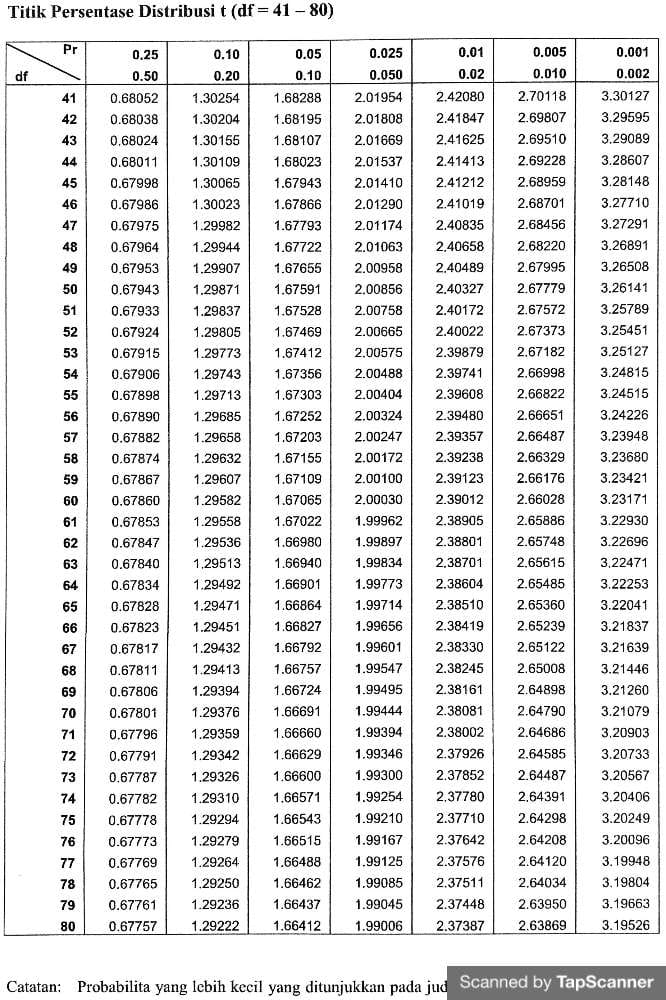 Titik Persentase Distribusi t (df = 41 – 80)
Pr 0.25 0.10 0.05 0.025 0.01 0.005 0.001
df 0.50 0.20 0.10 0.050 0.02 0.010 0.002
41 0.68052 1.30254 1.68288 2.01954 2.42080 2.70118 3.30127
42 0.68038 1.30204 1.68195 2.01808 2.41847 2.69807 3.29595
43 0.68024 1.30155 1.68107 2.01669 2.41625 2.69510 3.29089
44 0.68011 1.30109 1.68023 2.01537 2.41413 2.69228 3.28607
45 0.67998 1.30065 1.67943 2.01410 2.41212 2.68959 3.28148
46 0.67986 1.30023 1.67866 2.01290 2.41019 2.68701 3.27710
47 0.67975 1.29982 1.67793 2.01174 2.40835 2.68456 3.27291
48 0.67964 1.29944 1.67722 2.01063 2.40658 2.68220 3.26891
49 0.67953 1.29907 1.67655 2.00958 2.40489 2.67995 3.26508
50 0.67943 1.29871 1.67591 2.00856 2.40327 2.67779 3.26141
51 0.67933 1.29837 1.67528 2.00758 2.40172 2.67572 3.25789
52 0.67924 1.29805 1.67469 2.00665 2.40022 2.67373 3.25451
53 0.67915 1.29773 1.67412 2.00575 2.39879 2.67182 3.25127
54 0.67906 1.29743 1.67356 2.00488 2.39741 2.66998 3.24815
55 0.67898 1.29713 1.67303 2.00404 2.39608 2.66822 3.24515
56 0.67890 1.29685 1.67252 2.00324 2.39480 2.66651 3.24226
57 0.67882 1.29658 1.67203 2.00247 2.39357 2.66487 3.23948
58 0.67874 1.29632 1.67155 2.00172 2.39238 2.66329 3.23680
59 0.67867 1.29607 1.67109 2.00100 2.39123 2.66176 3.23421
60 0.67860 1.29582 1.67065 2.00030 2.39012 2.66028 3.23171
61 0.67853 1.29558 1.67022 1.99962 2.38905 2.65886 3.22930
62 0.67847 1.29536 1.66980 1.99897 2.38801 2.65748 3.22696
63 0.67840 1.29513 1.66940 1.99834 2.38701 2.65615 3.22471
64 0.67834 1.29492 1.66901 1.99773 2.38604 2.65485 3.22253
65 0.67828 1.29471 1.66864 1.99714 2.38510 2.65360 3.22041
66 0.67823 1.29451 1.66827 1.99656 2.38419 2.65239 3.21837
67 0.67817 1.29432 1.66792 1.99601 2.38330 2.65122 3.21639
68 0.67811 1.29413 1.66757 1.99547 2.38245 2.65008 3.21446
69 0.67806 1.29394 1.66724 1.99495 2.38161 2.64898 3.21260
70 0.67801 1.29376 1.66691 1.99444 2.38081 2.64790 3.21079
71 0.67796 1.29359 1.66660 1.99394 2.38002 2.64686 3.20903
72 0.67791 1.29342 1.66629 1.99346 2.37926 2.64585 3.20733
73 0.67787 1.29326 1.66600 1.99300 2.37852 2.64487 3.20567
74 0.67782 1.29310 1.66571 1.99254 2.37780 2.64391 3.20406
75 0.67778 1.29294 1.66543 1.99210 2.37710 2.64298 3.20249
76 0.67773 1.29279 1.66515 1.99167 2.37642 2.64208 3.20096
77 0.67769 1.29264 1.66488 1.99125 2.37576 2.64120 3.19948
78 0.67765 1.29250 1.66462 1.99085 2.37511 2.64034 3.19804
79 0.67761 1.29236 1.66437 1.99045 2.37448 2.63950 3.19663
80 0.67757 1.29222 1.66412 1.99006 2.37387 2.63869 3.19526
Catatan: Probabilita yang lebih kecil yang ditunjukkan pada jud
Scanned by TapScanner